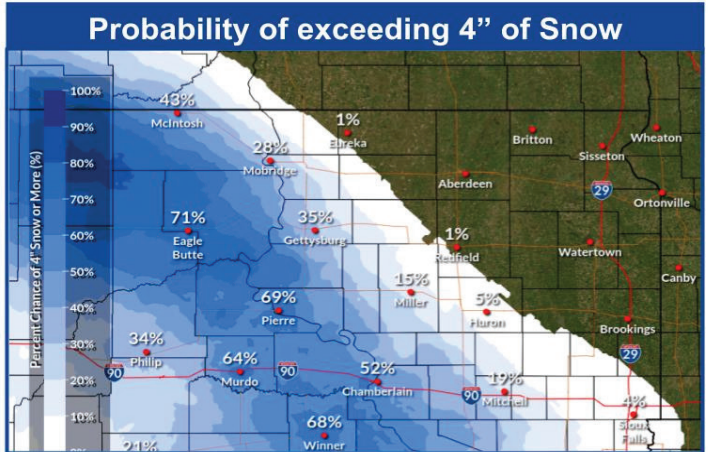 Probability of exceeding 4” of Snow
Percent Chance of 4" Snow or More (%)
100%
90%
80%
70%
60%
50%
40%
30%
20%
10%
43%
McIntosh
28%
Mobridge
1%
Eureka
Britton
Sisseton
Wheaton
Aberdeen
29
Ortonville
71%
Eagle
Butte
35%
Gettysburg
1%
Redfield
Watertown
Canby
15%
Miller
69%
Pierre
5%
Huron
Brookings
29
34%
Philip
90
64%
Murdo
90
52%
Chamberlain
90
19%
Mitchell
4%
Sioux
Falls
68%
Winner
21%